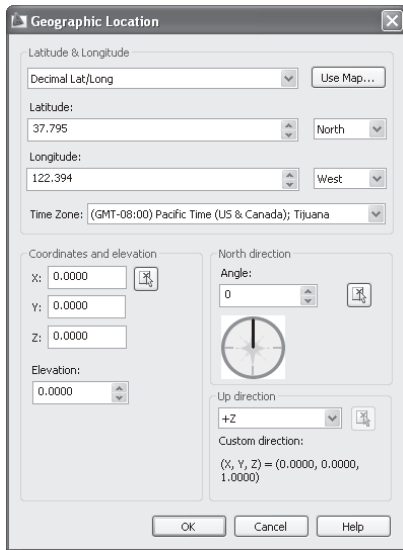 Geographic Location
Latitude & Longitude
Decimal Lat/Long
Use Map...
Latitude:
37.795
North
Longitude:
122.394
West
Time Zone: (GMT-08:00) Pacific Time (US & Canada); Tijuana
Coordinates and elevation
X: 0.0000
Y: 0.0000
Z: 0.0000
Elevation:
0.0000
North direction
Angle:
0
Up direction
+Z
Custom direction:
(X, Y, Z) = (0.0000, 0.0000,
1.0000)
OK
Cancel
Help